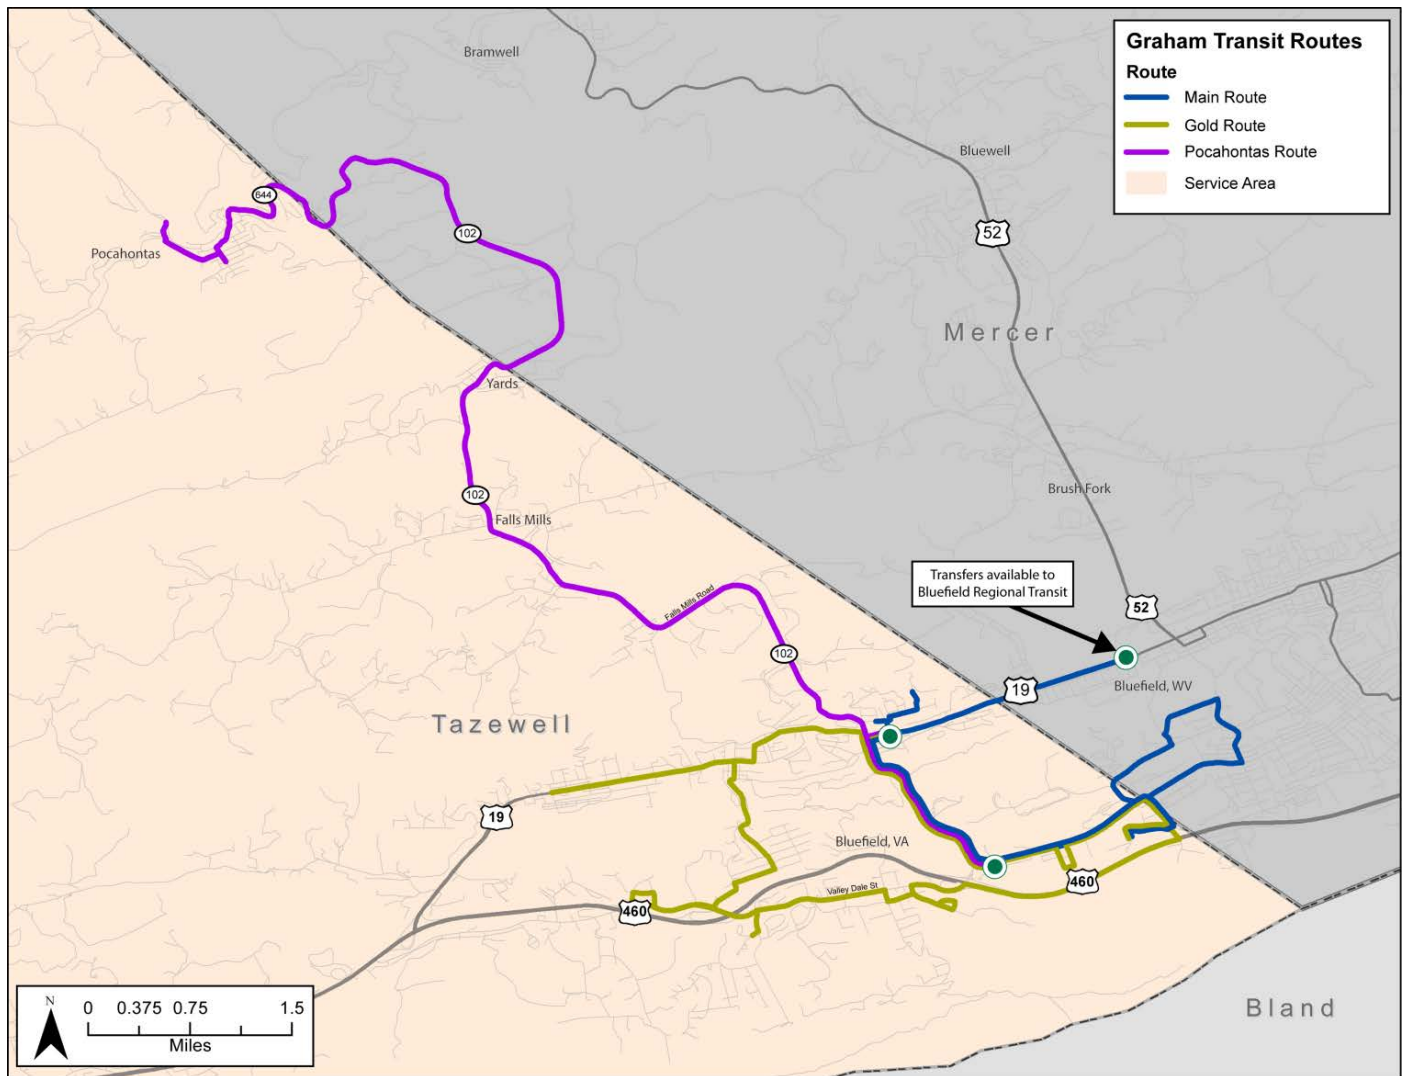 Graham Transit Routes
Route
Main Route
Gold Route
Pocahontas Route
Service Area
Bramwell
Bluewell
644
52
102
Pocahontas
Mercer
Yards
102
Falls Mills
Brush Fork
Transfers available to
Bluefield Regional Transit
Falls Mills Road
52
102
19
Bluefield, WV
Tazewell
19
Bluefield, VA
460
Valley Dale St
460
Bland
N
0 0.375 0.75 1.5
Miles